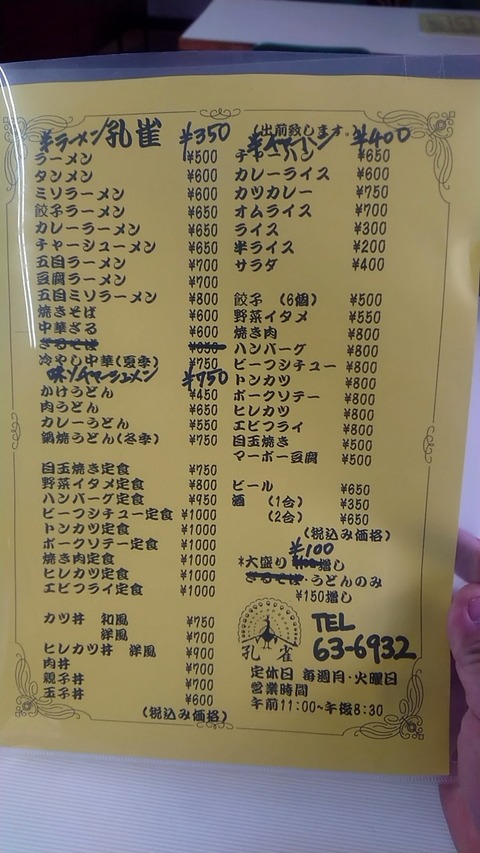 半ラーメン 孔雀 ¥350
ラーメン ¥500
タンメン ¥600
ミソラーメン ¥600
餃子ラーメン ¥650
カレーラーメン ¥650
チャーシューメン ¥650
五目ラーメン ¥700
豆腐ラーメン ¥700
五目ミソラーメン ¥800
焼きそば ¥600
中華ざる ¥600
ざるそば ¥650
冷やし中華(夏季) ¥750
味ソチャーシュメン ¥750
かけうどん ¥450
肉うどん ¥650
カレーうどん ¥550
鍋焼うどん(冬季) ¥750
目玉焼き定食 ¥750
野菜イタメ定食 ¥800
ハンバーグ定食 ¥950
ビーフシチュー定食 ¥1000
トンカツ定食 ¥1000
ポークソテー定食 ¥1000
焼き肉定食 ¥1000
ヒレカツ定食 ¥1000
エビフライ定食 ¥1000
カツ丼 和風 ¥750
洋風 ¥700
ヒレカツ丼 洋風 ¥900
肉丼 ¥700
親子丼 ¥700
玉子丼 ¥600
(税込み価格)
(出前致します。
半チャーハン ¥400
チャーハン ¥650
カレーライス ¥600
カツカレー ¥750
オムライス ¥700
ライス ¥300
半ライス ¥200
サラダ ¥400
餃子 (6個) ¥500
野菜イタメ ¥550
焼き肉 ¥800
ハンバーグ ¥800
ビーフシチュー ¥800
トンカツ ¥800
ポークソテー ¥800
ヒレカツ ¥800
エビフライ ¥800
目玉焼き ¥500
マーボー豆腐 ¥500
ビール ¥650
酒 (1合) ¥350
(2合) ¥650
(税込み価格)
¥100
*大盛り 増し
ざるそば・うどんのみ
¥150増し
TEL
63-6932
孔雀
定休日 毎週月・火曜日
営業時間
午前11:00~午後8:30